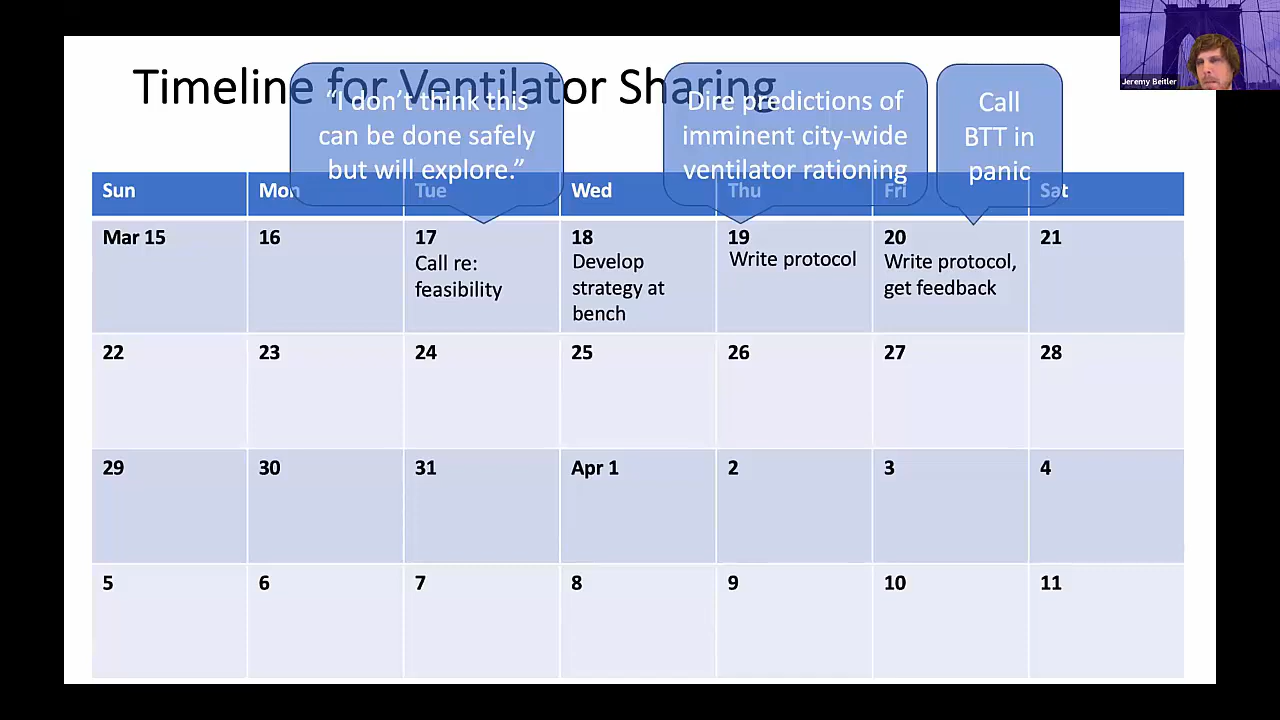 Jeremy Beitler
Timeline for Ventilator Sharing
“I don’t think this
can be done safely
but will explore.”
Dire predictions of
imminent city-wide
ventilator rationing
Call
BTT in
panic
Sun Mon Tue Wed Thu Fri Sat
Mar 15 16 17 18 19 20 21
Call re:
feasibility
Develop
strategy at
bench
Write protocol
Write protocol,
get feedback
22 23 24 25 26 27 28
29 30 31 Apr 1 2 3 4
5 6 7 8 9 10 11